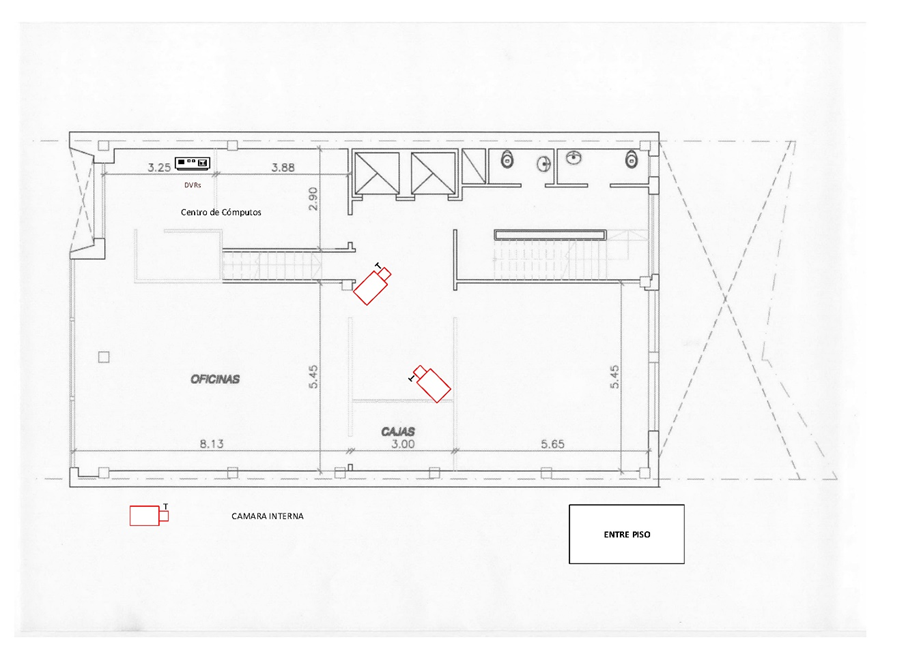 3.25
3.88
DVRs
2.90
Centro de Cómputos
OFICINAS
5.45
5.45
CAJAS
8.13
3.00
5.65
T
T
T
CAMARA INTERNA
ENTRE PISO